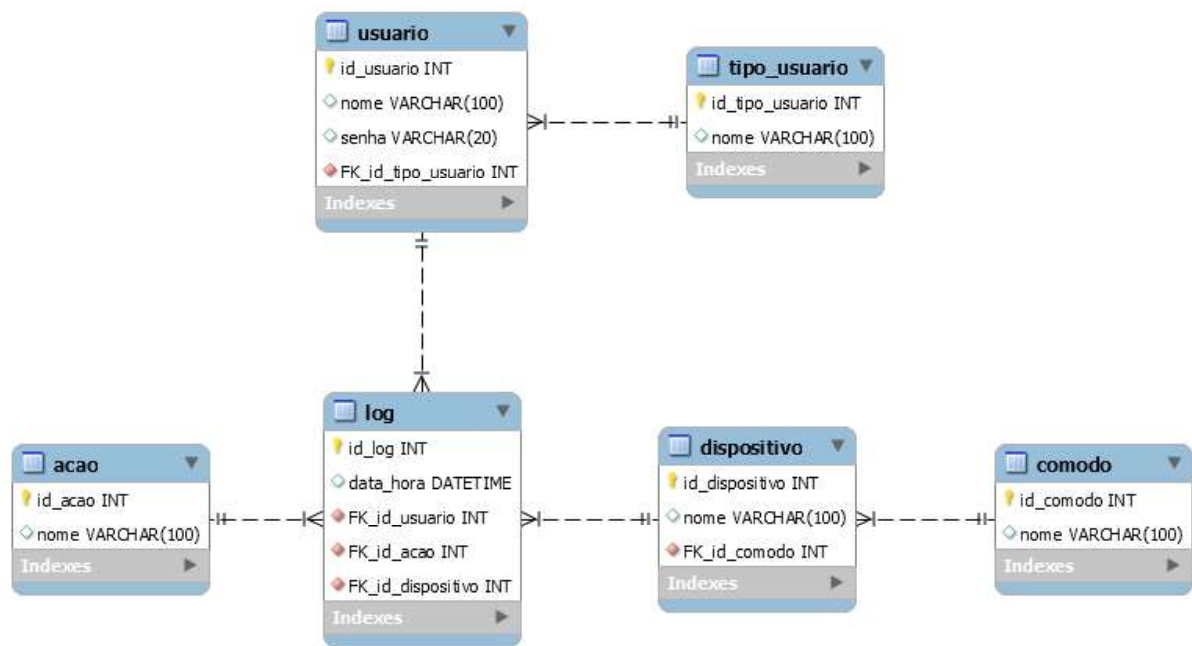 usuario
id_usuario INT
nome VARCHAR(100)
senha VARCHAR(20)
FK_id_tipo_usuario INT
Indexes
tipo_usuario
id_tipo_usuario INT
nome VARCHAR(100)
Indexes
acao
id_acao INT
nome VARCHAR(100)
Indexes
log
id_log INT
data_hora DATETIME
FK_id_usuario INT
FK_id_acao INT
FK_id_dispositivo INT
Indexes
dispositivo
id_dispositivo INT
nome VARCHAR(100)
FK_id_comodo INT
Indexes
comodo
id_comodo INT
nome VARCHAR(100)
Indexes